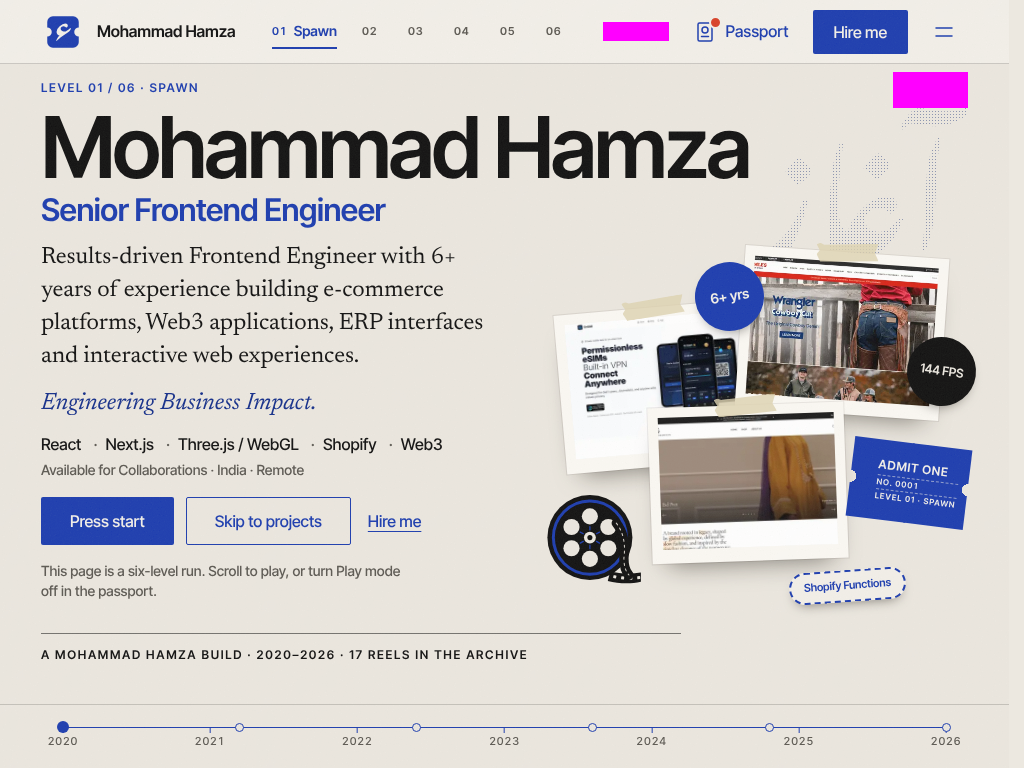 Mohammad Hamza
01 Spawn
02
03
04
05
06
Passport
Hire me
LEVEL 01 / 06 · SPAWN
Mohammad Hamza
Senior Frontend Engineer
Results-driven Frontend Engineer with 6+
years of experience building e-commerce
platforms, Web3 applications, ERP interfaces
and interactive web experiences.
Engineering Business Impact.
React · Next.js · Three.js / WebGL · Shopify · Web3
Available for Collaborations · India · Remote
Press start
Skip to projects
Hire me
This page is a six-level run. Scroll to play, or turn Play mode
off in the passport.
آغاز
6+ yrs
Wrangler
Cowboy Cut
144 FPS
Permissionless
eSIMs
Built-in VPN
Connect
Anywhere
ADMIT ONE
NO. 0001
LEVEL 01 · SPAWN
Shopify Functions
A MOHAMMAD HAMZA BUILD · 2020–2026 · 17 REELS IN THE ARCHIVE
2020
2021
2022
2023
2024
2025
2026